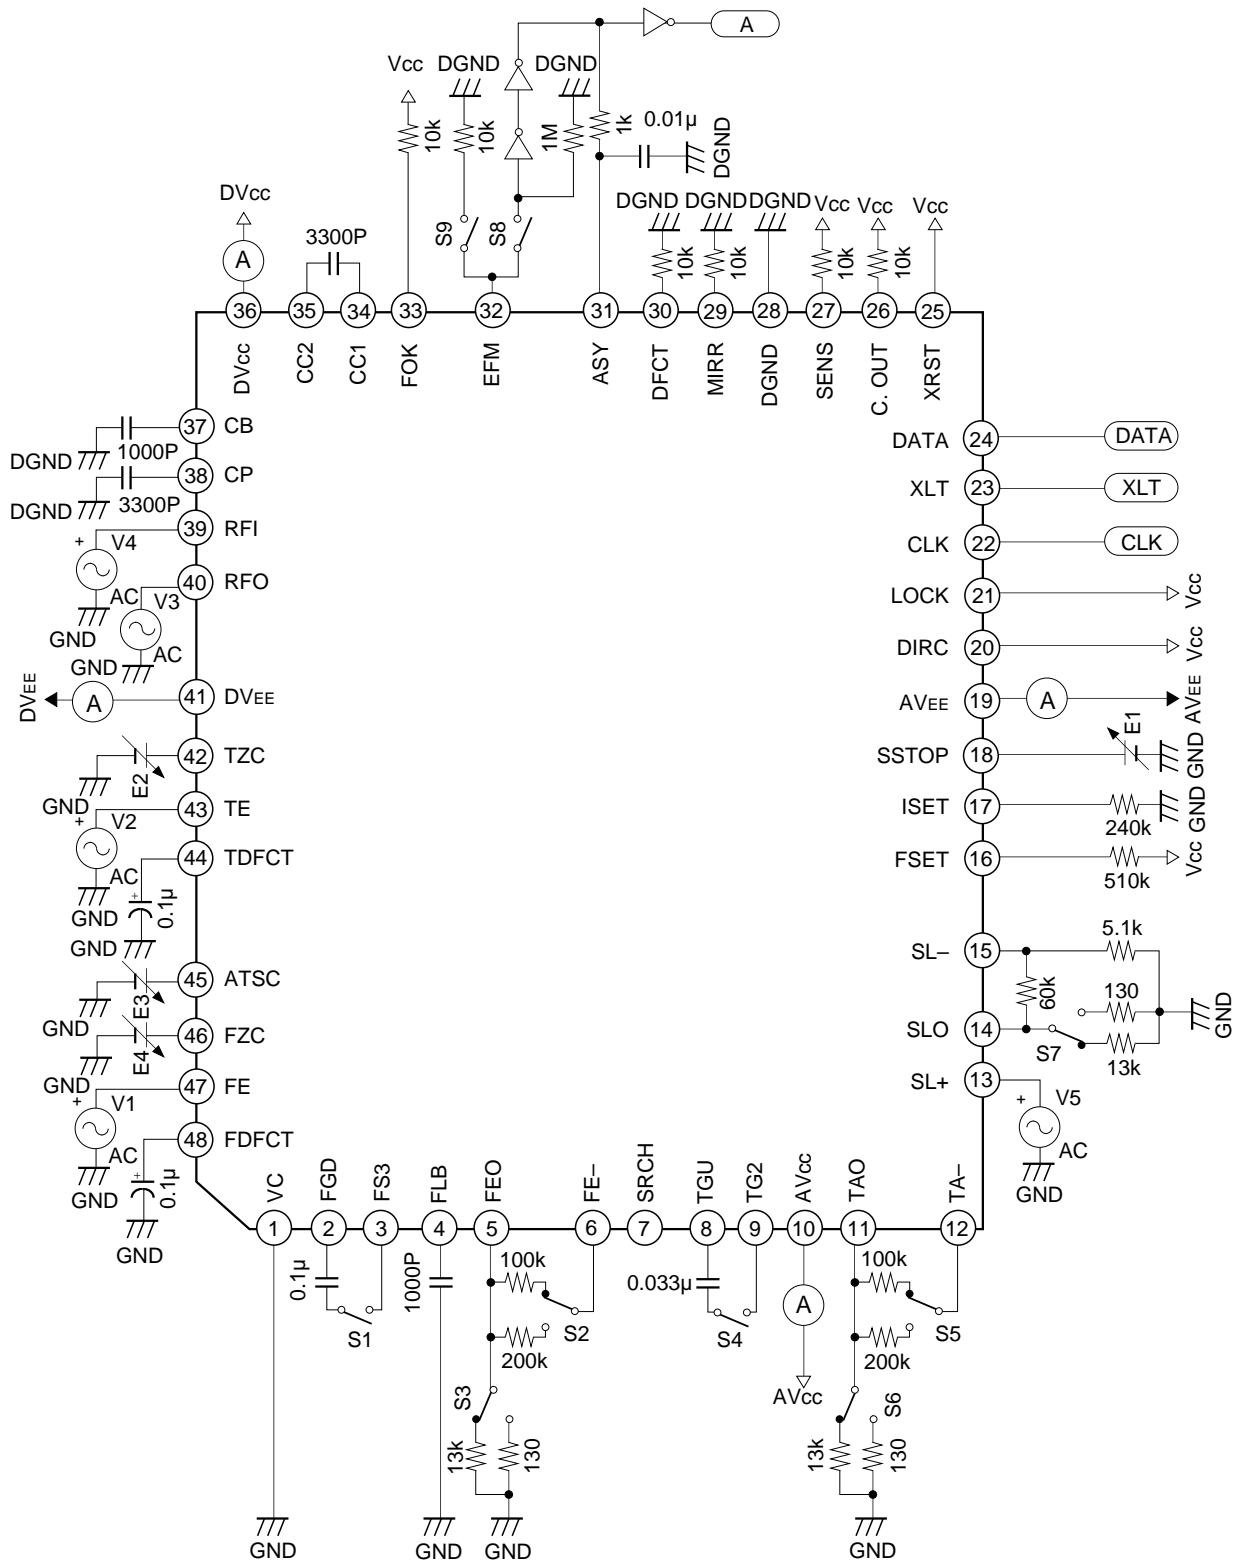 A
Vcc
DGND
DGND
10k
10k
1M
1k
0.01µ
DGND
DVcc
A
3300P
S9
S8
DGND
DGND
DGND
Vcc
Vcc
Vcc
10k
10k
10k
10k
36
35
34
33
32
31
30
29
28
27
26
25
DVcc
CC2
CC1
FOK
EFM
ASY
DFCT
MIRR
DGND
SENS
C. OUT
XRST
37
CB
1000P
DGND
38
CP
3300P
DGND
39
RFI
+
V4
AC
GND
40
RFO
V3
AC
GND
DVEE
A
41
DVEE
42
TZC
E2
GND
43
TE
+
V2
AC
GND
44
TDFCT
+
0.1µ
GND
45
ATSC
E3
GND
46
FZC
E4
GND
47
FE
+
V1
AC
GND
48
FDFCT
+
0.1µ
GND
DATA
24
DATA
XLT
23
XLT
CLK
22
CLK
LOCK
21
Vcc
DIRC
20
Vcc
AVEE
19
A
AVEE
SSTOP
18
E1
GND
ISET
17
240k
GND
FSET
16
510k
Vcc
SL–
15
5.1k
60k
130
GND
SLO
14
S7
13k
SL+
13
+
V5
AC
GND
VC
FGD
FS3
FLB
FEO
FE–
SRCH
TGU
TG2
AVcc
TAO
TA–
1
2
3
4
5
6
7
8
9
10
11
12
0.1µ
S1
1000P
100k
S2
200k
0.033µ
S4
A
AVcc
100k
S5
200k
S3
13k
130
S6
13k
130
GND
GND
GND
GND